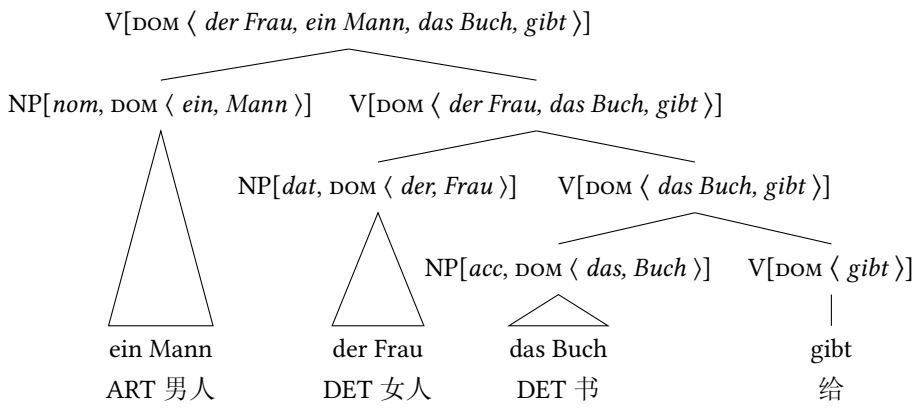 V[DOM ⟨ der Frau, ein Mann, das Buch, gibt ⟩]
NP[nom, DOM ⟨ ein, Mann ⟩] V[DOM ⟨ der Frau, das Buch, gibt ⟩]
NP[dat, DOM ⟨ der, Frau ⟩] V[DOM ⟨ das Buch, gibt ⟩]
NP[acc, DOM ⟨ das, Buch ⟩] V[DOM ⟨ gibt ⟩]
ein Mann der Frau das Buch gibt
ART 男人 DET 女人 DET 书 给